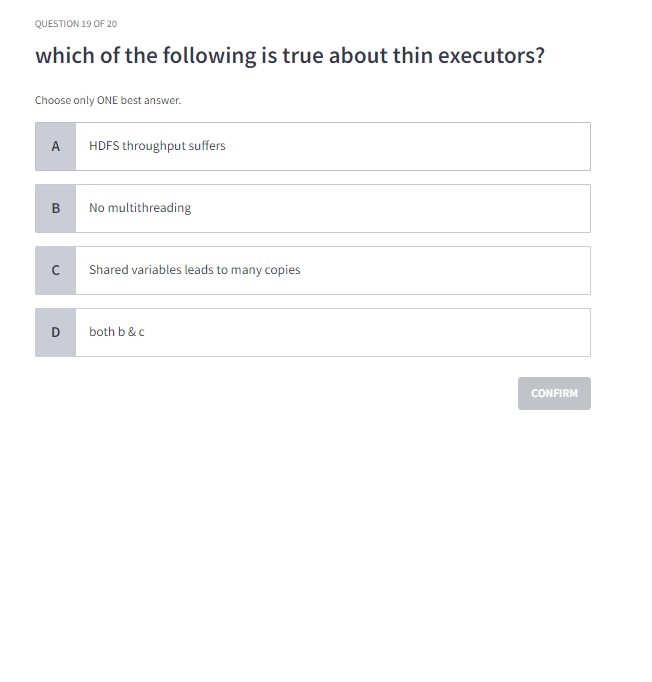 QUESTION 19 OF 20
which of the following is true about thin executors?
Choose only ONE best answer.
A HDFS throughput suffers
B No multithreading
C Shared variables leads to many copies
D both b & c
CONFIRM